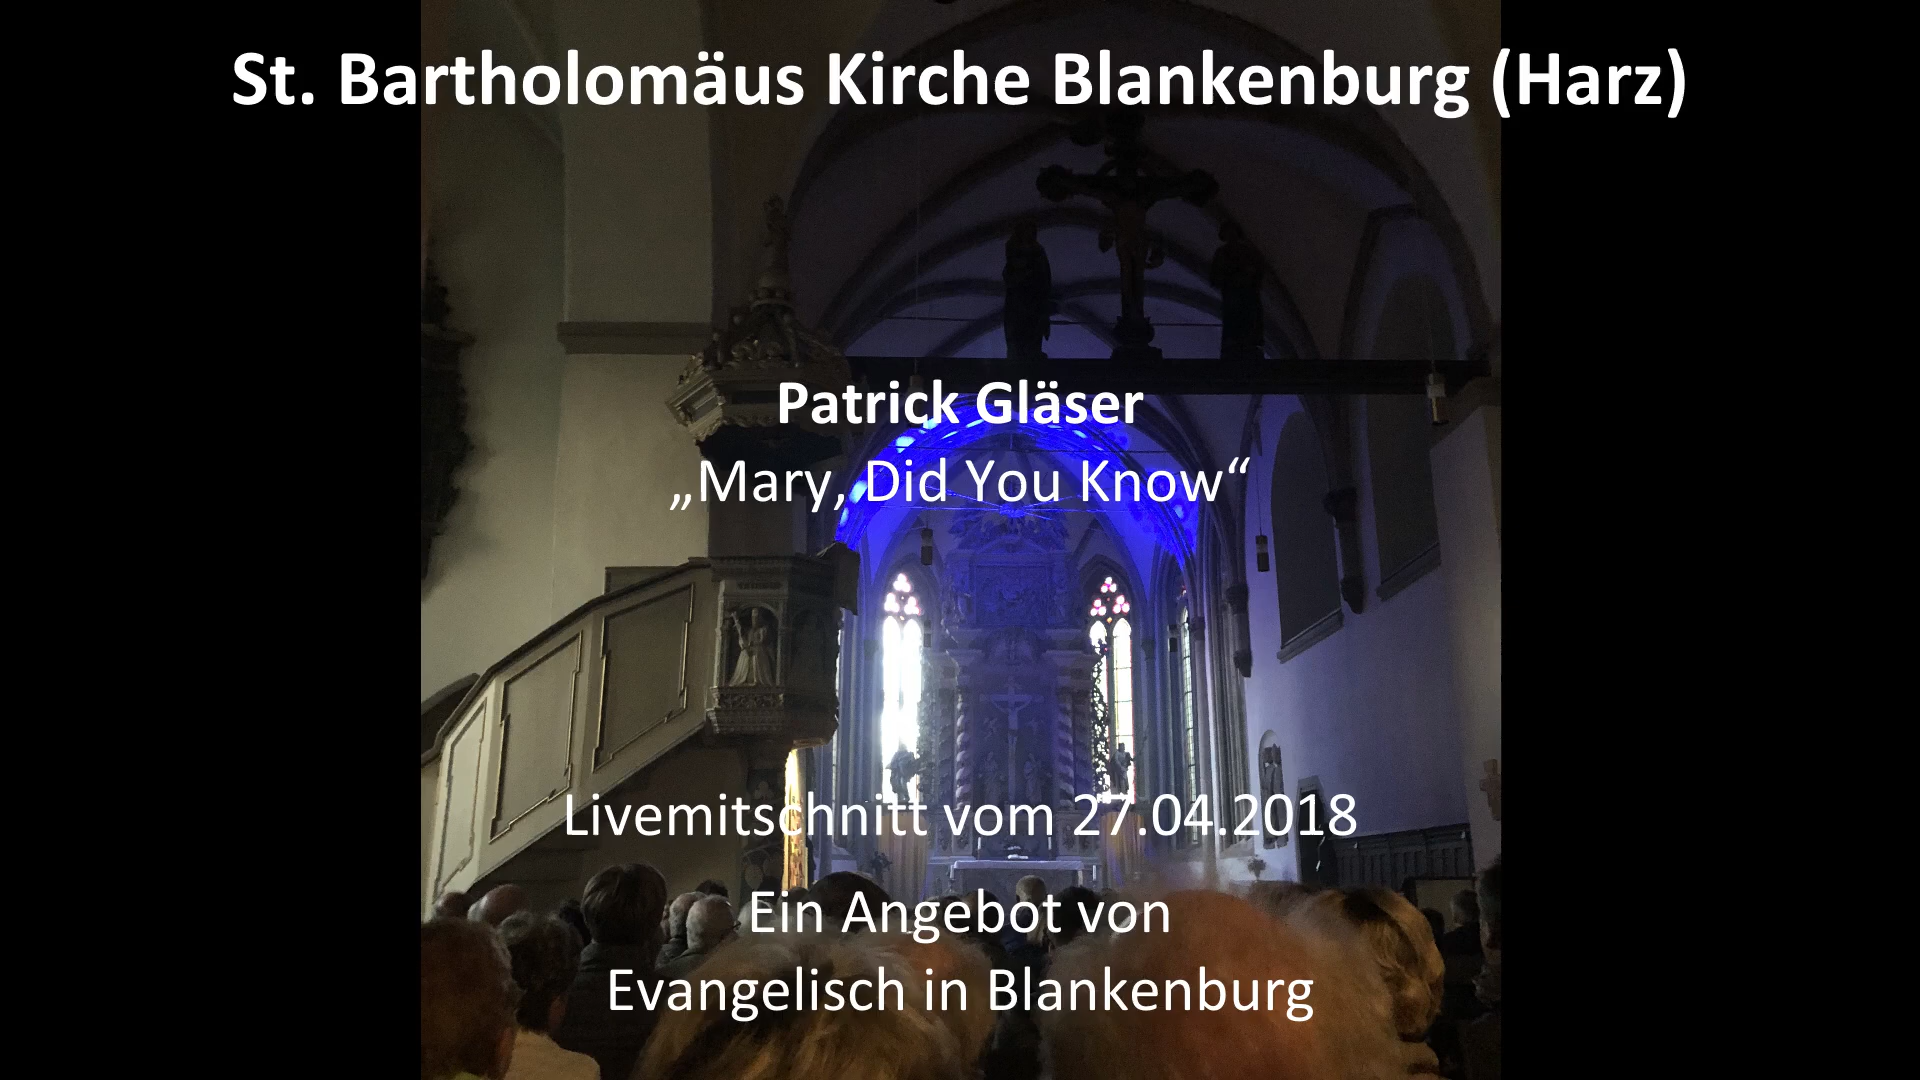 St. Bartholomäus Kirche Blankenburg (Harz)
Patrick Gläser
„Mary, Did You Know“
Livemitschnitt vom 27.04.2018
Ein Angebot von
Evangelisch in Blankenburg